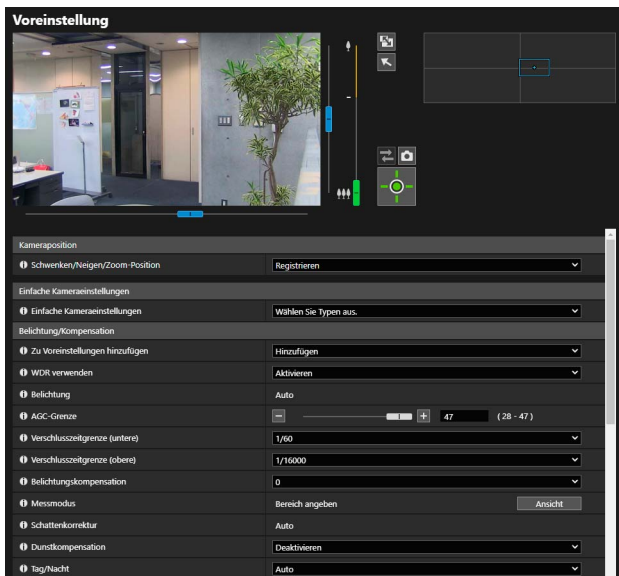 Voreinstellung
Kameraposition
Schwenken/Neigen/Zoom-Position Registrieren
Einfache Kameraeinstellungen
Einfache Kameraeinstellungen Wählen Sie Typen aus.
Belichtung/Kompensation
Zu Voreinstellungen hinzufügen Hinzufügen
WDR verwenden Aktivieren
Belichtung Auto
AGC-Grenze 47 ( 28 - 47 )
Verschlusszeitgrenze (untere) 1/60
Verschlusszeitgrenze (obere) 1/16000
Belichtungskompensation 0
Messmodus Bereich angeben Ansicht
Schattenkorrektur Auto
Dunstkompensation Deaktivieren
Tag/Nacht Auto